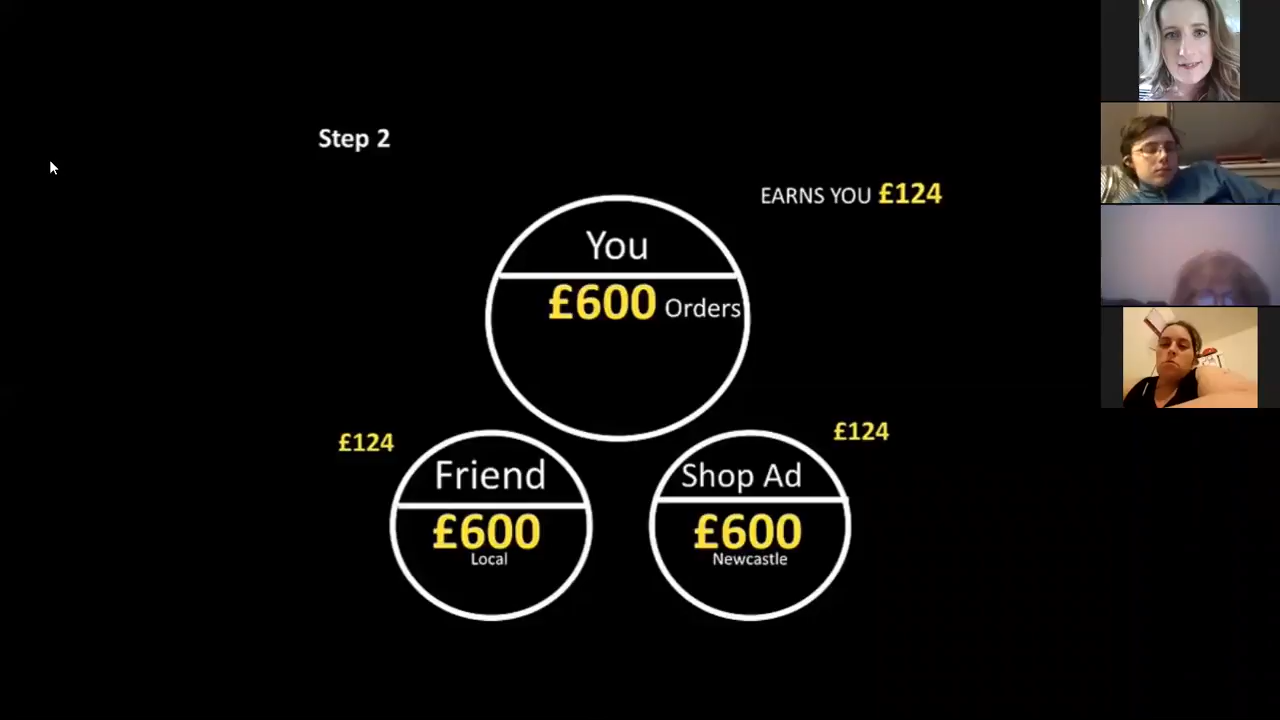 Step 2
EARNS YOU £124
You
£600 Orders
£124
£124
Friend
Shop Ad
£600
£600
Local
Newcastle